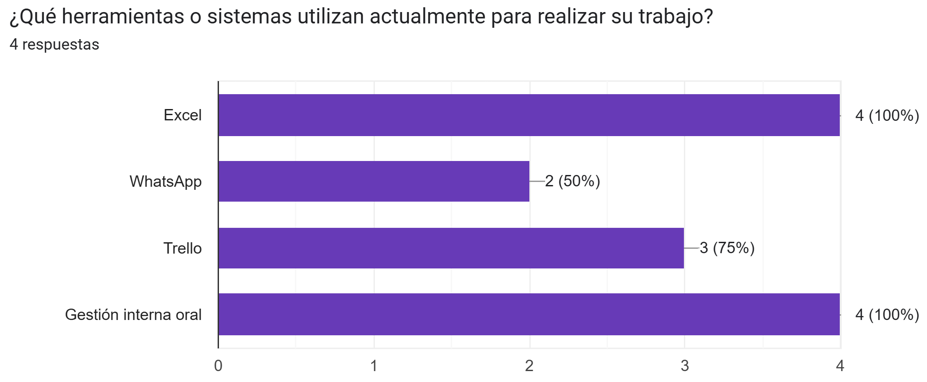 ¿Qué herramientas o sistemas utilizan actualmente para realizar su trabajo?
4 respuestas
Excel
4 (100%)
WhatsApp
2 (50%)
Trello
3 (75%)
Gestión interna oral
4 (100%)
0 1 2 3 4